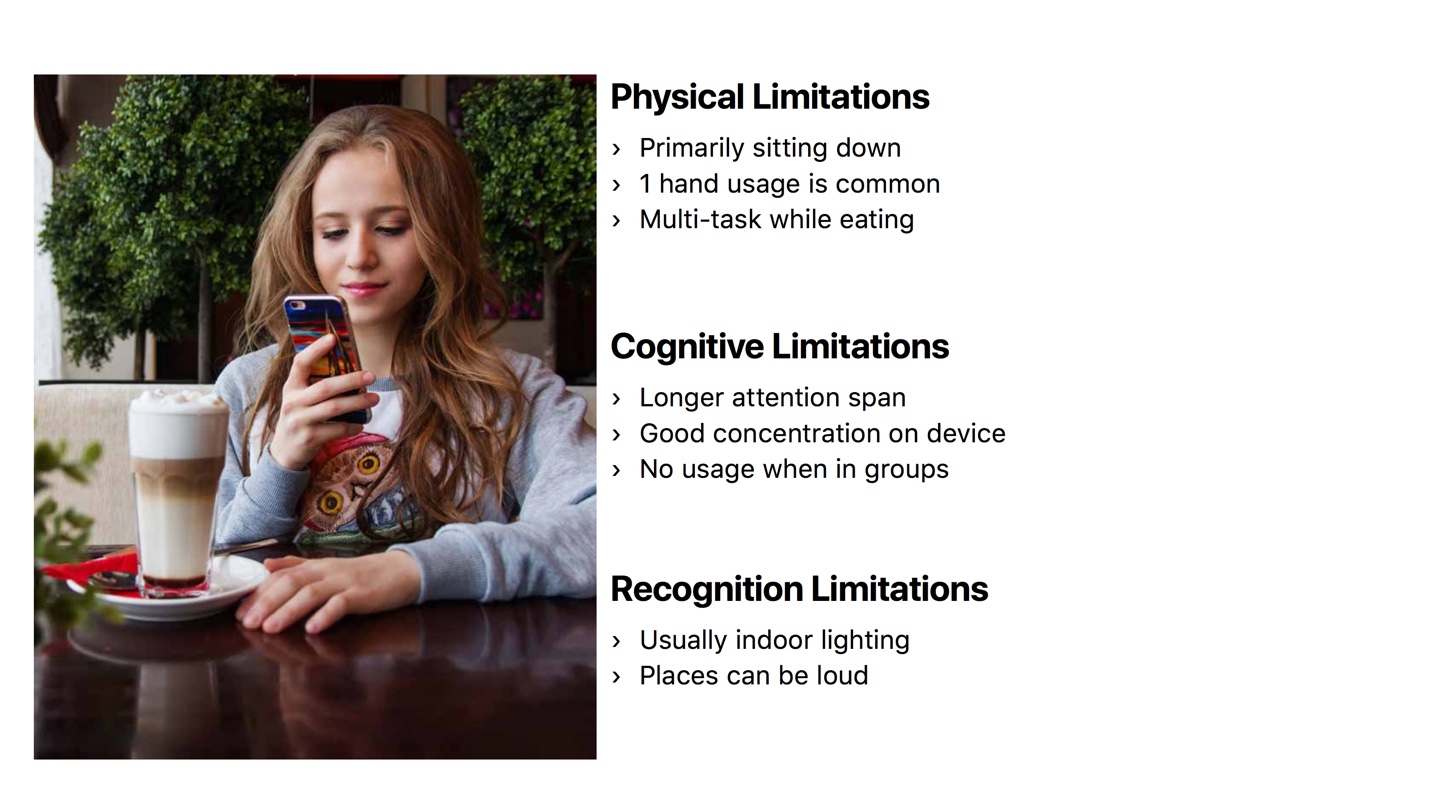 Physical Limitations
› Primarily sitting down
› 1 hand usage is common
› Multi-task while eating
Cognitive Limitations
› Longer attention span
› Good concentration on device
› No usage when in groups
Recognition Limitations
› Usually indoor lighting
› Places can be loud